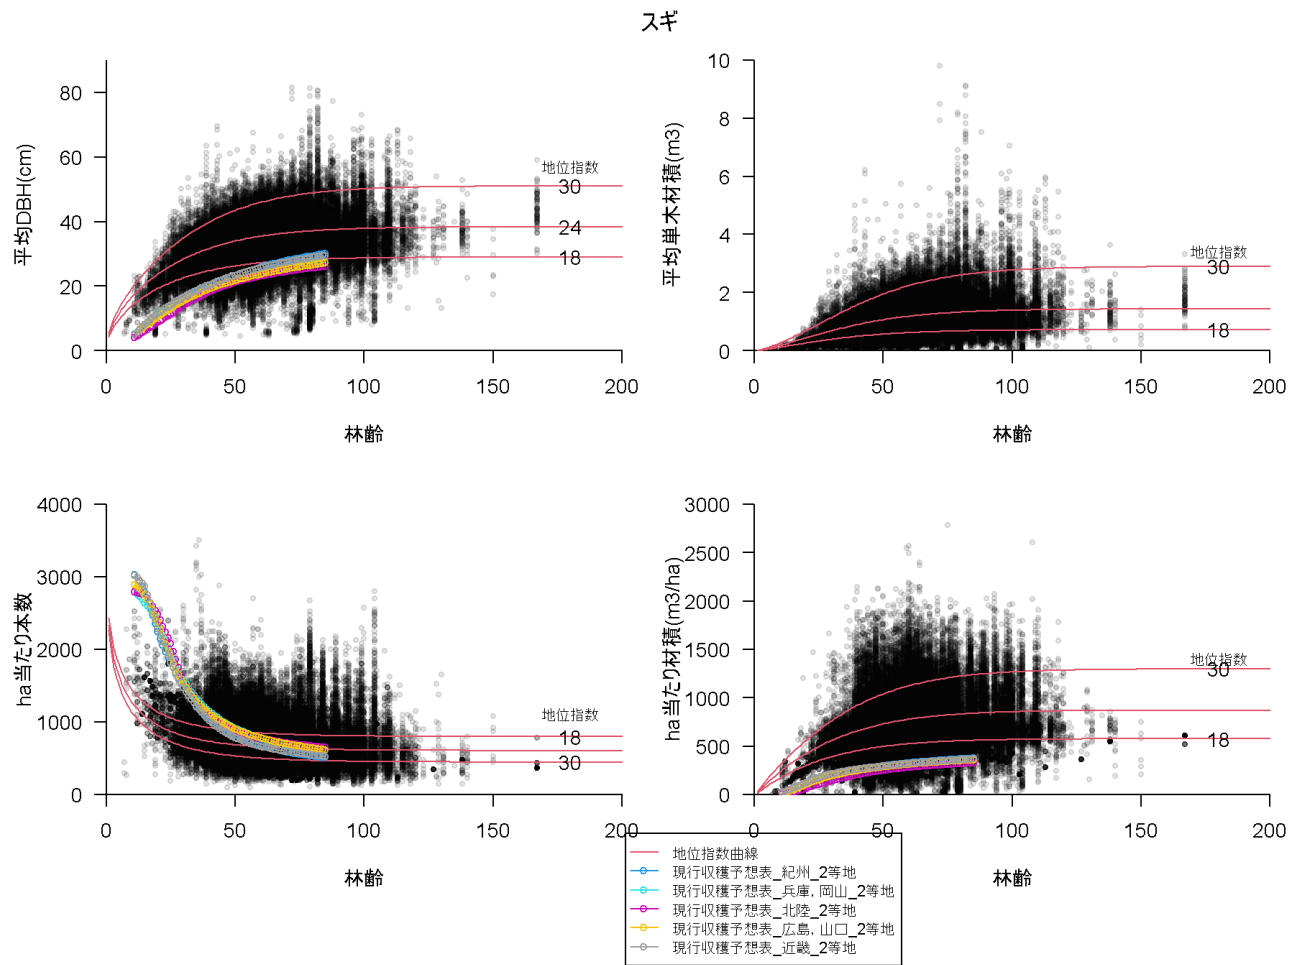 スギ
80
60
40
20
0
平均DBH(cm)
地位指数
30
24
18
0 50 100 150 200
林齢
10
8
6
4
2
0
平均単木材積(m3)
地位指数
30
18
0 50 100 150 200
林齢
4000
3000
2000
1000
0
ha当たり本数
地位指数
18
30
0 50 100 150 200
林齢
3000
2500
2000
1500
1000
500
0
ha当たり材積(m3/ha)
地位指数
30
18
0 50 100 150 200
林齢
地位指数曲線
現行収穫予想表_紀州_2等地
現行収穫予想表_兵庫, 岡山_2等地
現行収穫予想表_北陸_2等地
現行収穫予想表_広島, 山口_2等地
現行収穫予想表_近畿_2等地